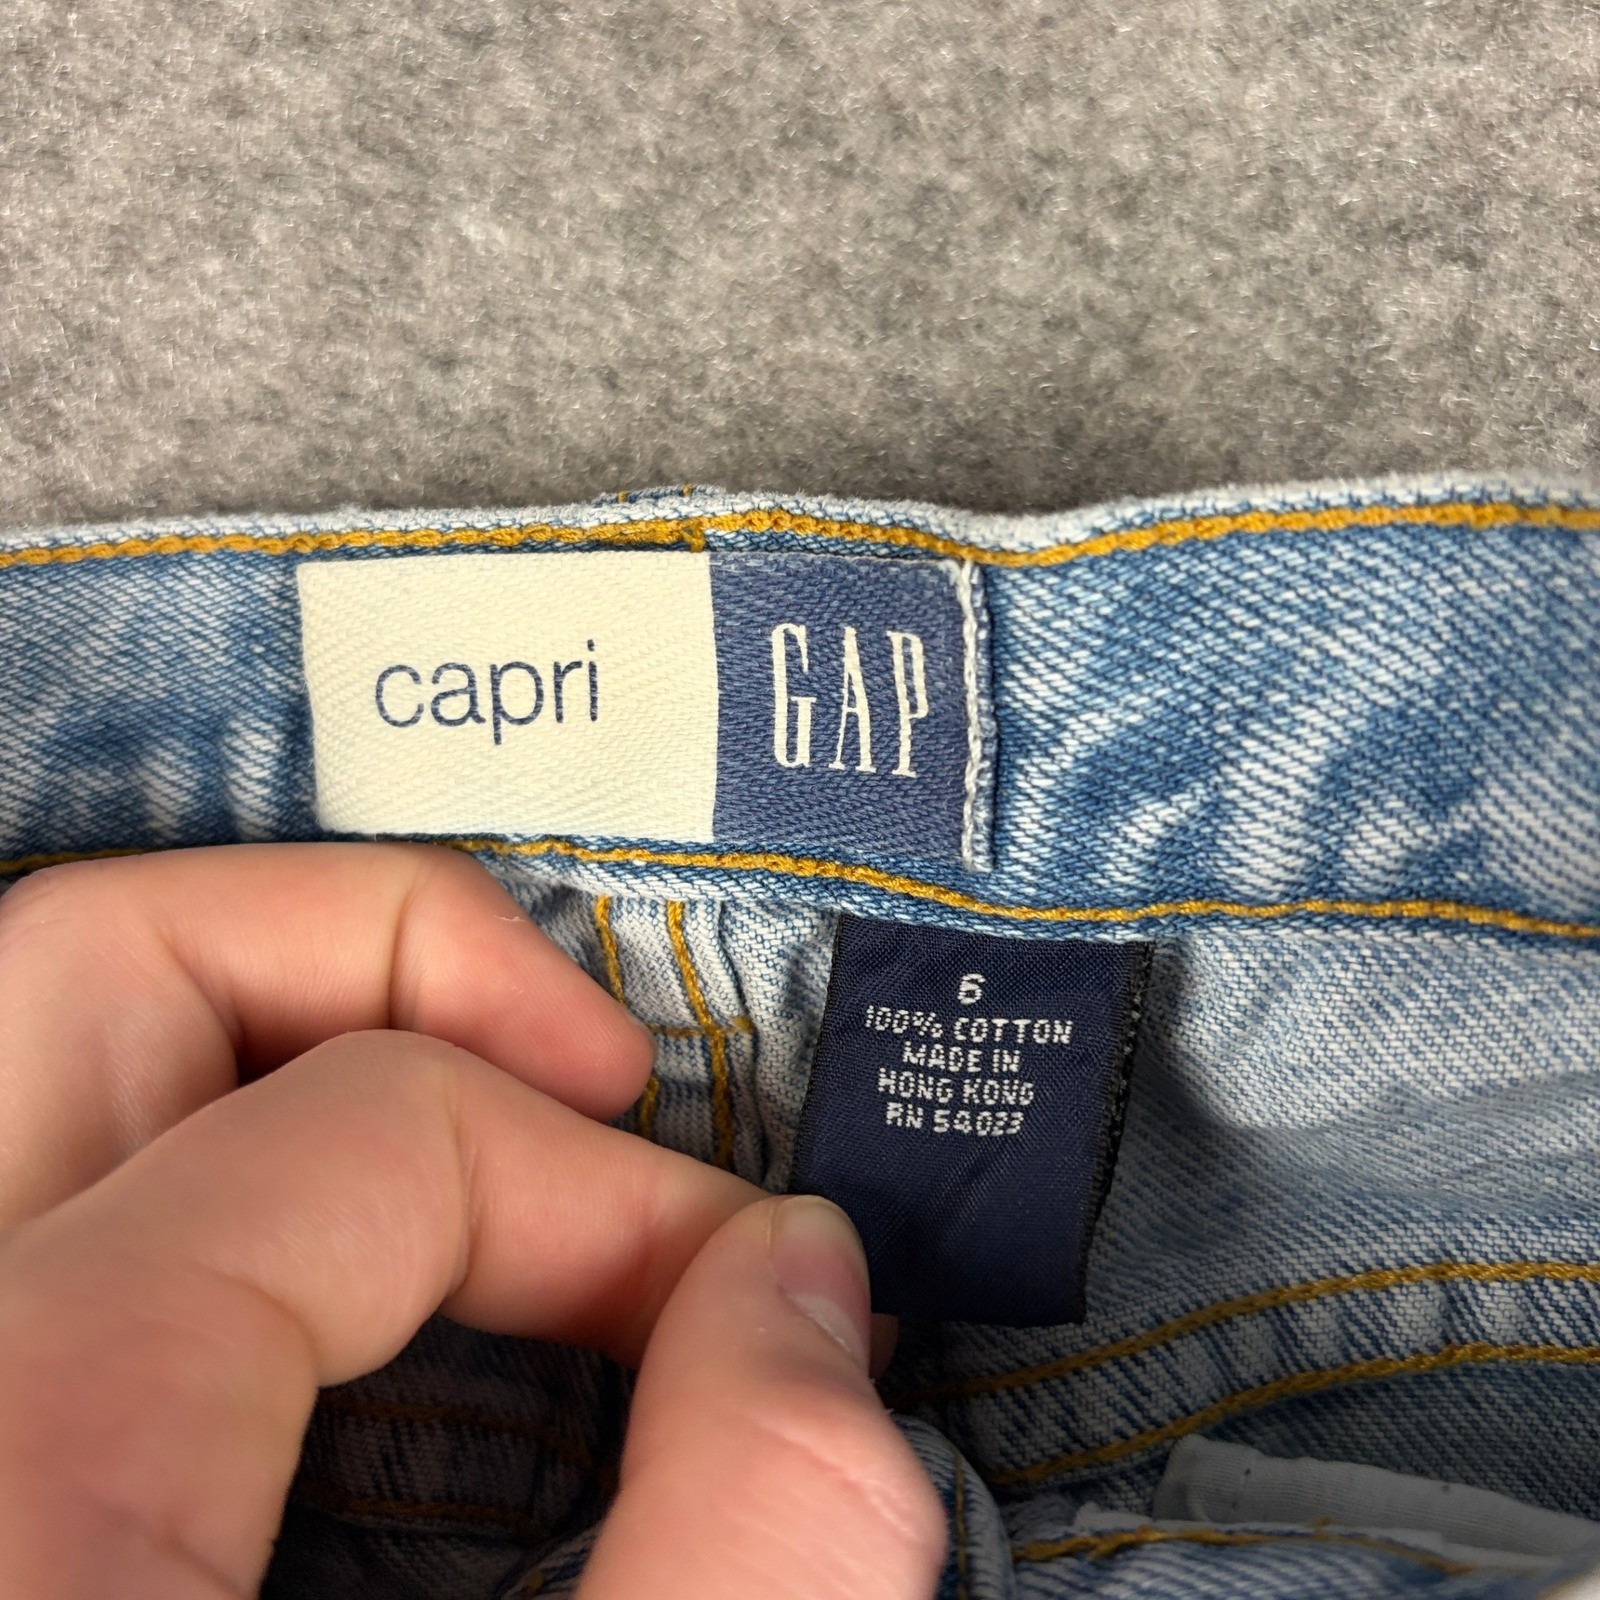 capri GAP
6
100% COTTON
MADE IN
HONG KONG
RN 54023